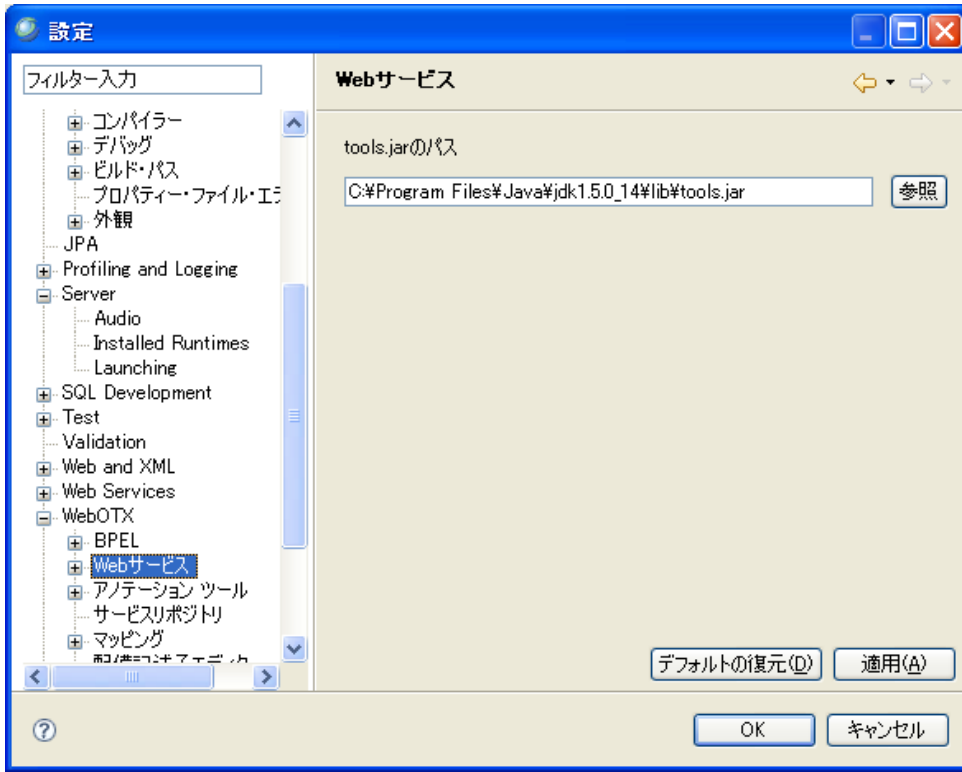 設定
フィルター入力
コンパイラー
デバッグ
ビルド・パス
プロパティー・ファイル・エラ
外観
JPA
Profiling and Logging
Server
Audio
Installed Runtimes
Launching
SQL Development
Test
Validation
Web and XML
Web Services
WebOTX
BPEL
Webサービス
アノテーション ツール
サービスリポジトリ
マッピング
Webサービス
tools.jarのパス
C:¥Program Files¥Java¥jdk1.5.0_14¥lib¥tools.jar
参照
デフォルトの復元(D)
適用(A)
OK
キャンセル